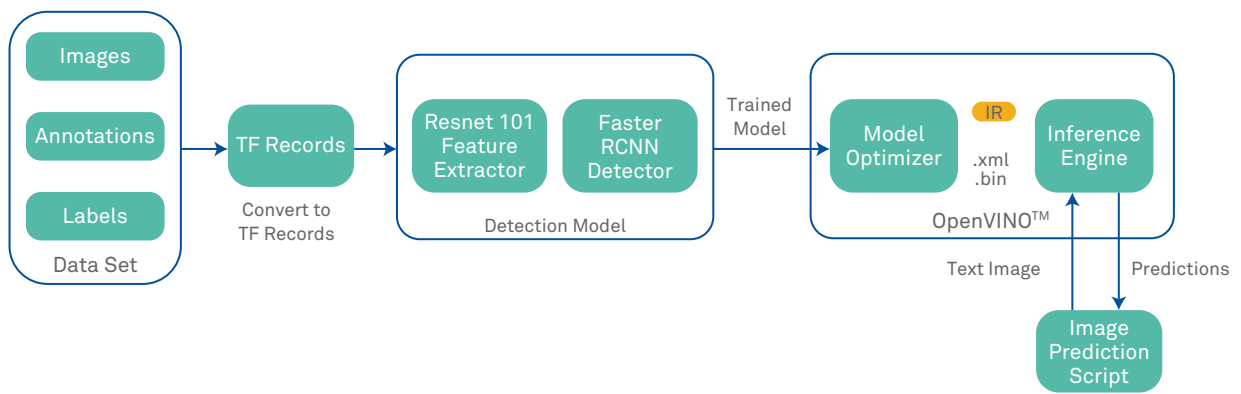 Images
Annotations
Labels
Data Set
TF Records
Convert to
TF Records
Resnet 101
Feature
Extractor
Faster
RCNN
Detector
Detection Model
Trained
Model
Model
Optimizer
IR
.xml
.bin
Inference
Engine
OpenVINO™
Text Image
Predictions
Image
Prediction
Script